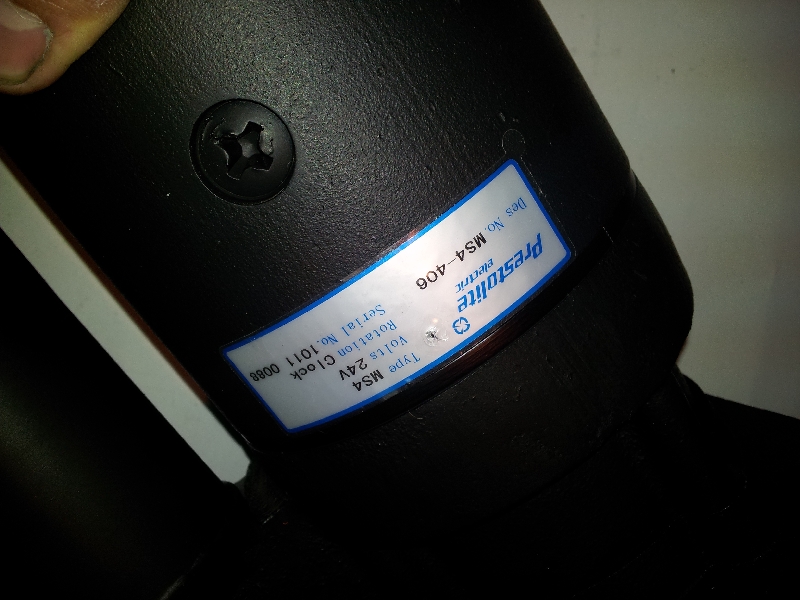 Prestolite
electric
Des No. MS4-406
Type MS4
Volts 24V
Rotation Clock
Serial No. 1011 0088